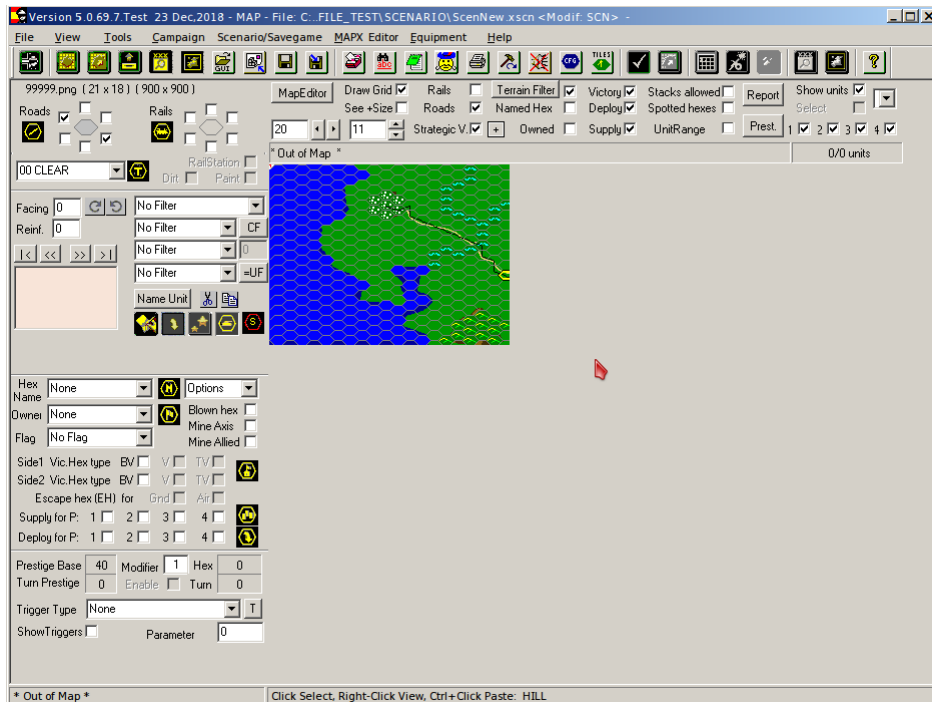 Version 5.0.69.7.Test 23 Dec,2018 - MAP - File: C:..FILE_TEST\SCENARIO\ScenNew.xscn <Modif: SCN> -
File View Tools Campaign Scenario/Savegame MAPX Editor Equipment Help
GUI ABDC CFG TILES ?
99999.png ( 21 x 18 ) ( 900 x 900 )
Roads Rails
00 CLEAR T
RailStation
Dirt Paint
MapEditor Draw Grid Rails Terrain Filter Victory Stacks allowed Report Show units
See +Size Roads Named Hex Deploy Spotted hexes Select
20 11 Strategic V. + Owned Supply UnitRange Prest. 1 2 3 4
* Out of Map * 0/0 units
Facing 0 No Filter
Reinf. 0 No Filter CF
|< << >> >| No Filter 0
No Filter =UF
Name Unit
S
Hex Name None H Options
Owner None Blown hex
Mine Axis
Flag No Flag Mine Allied
Side1 Vic.Hex type BV V TV
Side2 Vic.Hex type BV V TV
Escape hex (EH) for Gnd Air
Supply for P: 1 2 3 4
Deploy for P: 1 2 3 4
Prestige Base 40 Modifier 1 Hex 0
Turn Prestige 0 Enable Turn 0
Trigger Type None T
ShowTriggers Parameter 0
* Out of Map * Click Select, Right-Click View, Ctrl+Click Paste: HILL